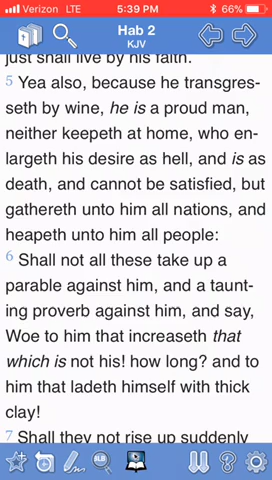 Verizon LTE 5:39 PM 66%
Hab 2
KJV
just shall live by his faith.
5 Yea also, because he transgres-
seth by wine, he is a proud man,
neither keepeth at home, who en-
largeth his desire as hell, and is as
death, and cannot be satisfied, but
gathereth unto him all nations, and
heapeth unto him all people:
6 Shall not all these take up a
parable against him, and a taunt-
ing proverb against him, and say,
Woe to him that increaseth that
which is not his! how long? and to
him that ladeth himself with thick
clay!
7 Shall they not rise up suddenly
BLB